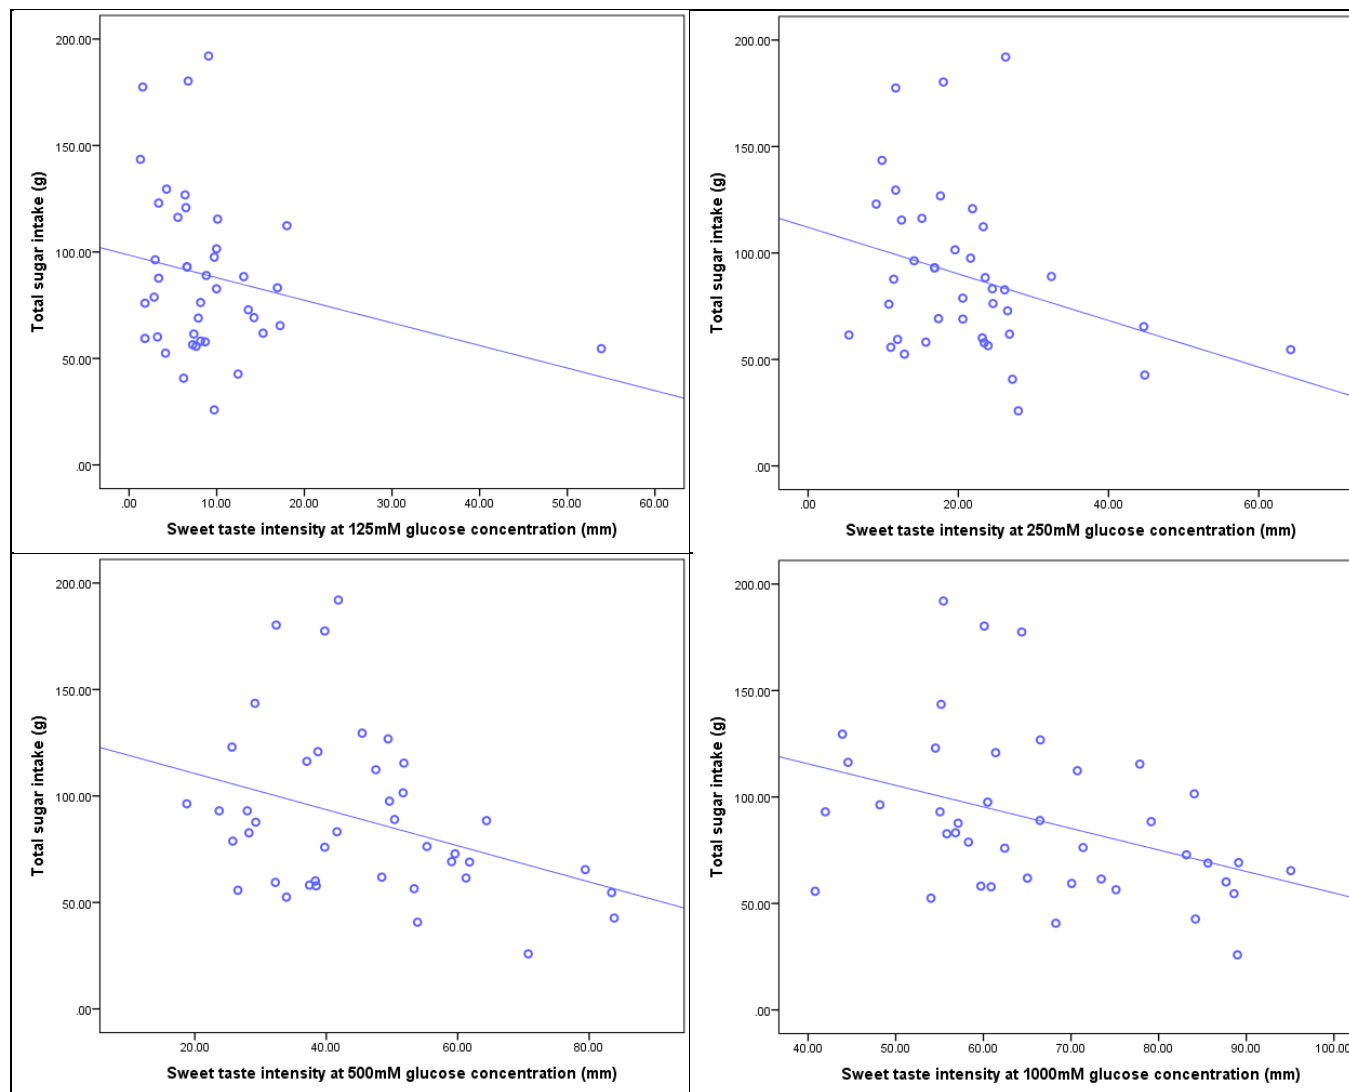 200.00
150.00
100.00
50.00
.00
Total sugar intake (g)
.00 10.00 20.00 30.00 40.00 50.00 60.00
Sweet taste intensity at 125mM glucose concentration (mm)
200.00
150.00
100.00
50.00
.00
Total sugar intake (g)
.00 20.00 40.00 60.00
Sweet taste intensity at 250mM glucose concentration (mm)
200.00
150.00
100.00
50.00
.00
Total sugar intake (g)
20.00 40.00 60.00 80.00
Sweet taste intensity at 500mM glucose concentration (mm)
200.00
150.00
100.00
50.00
.00
Total sugar intake (g)
40.00 50.00 60.00 70.00 80.00 90.00 100.00
Sweet taste intensity at 1000mM glucose concentration (mm)